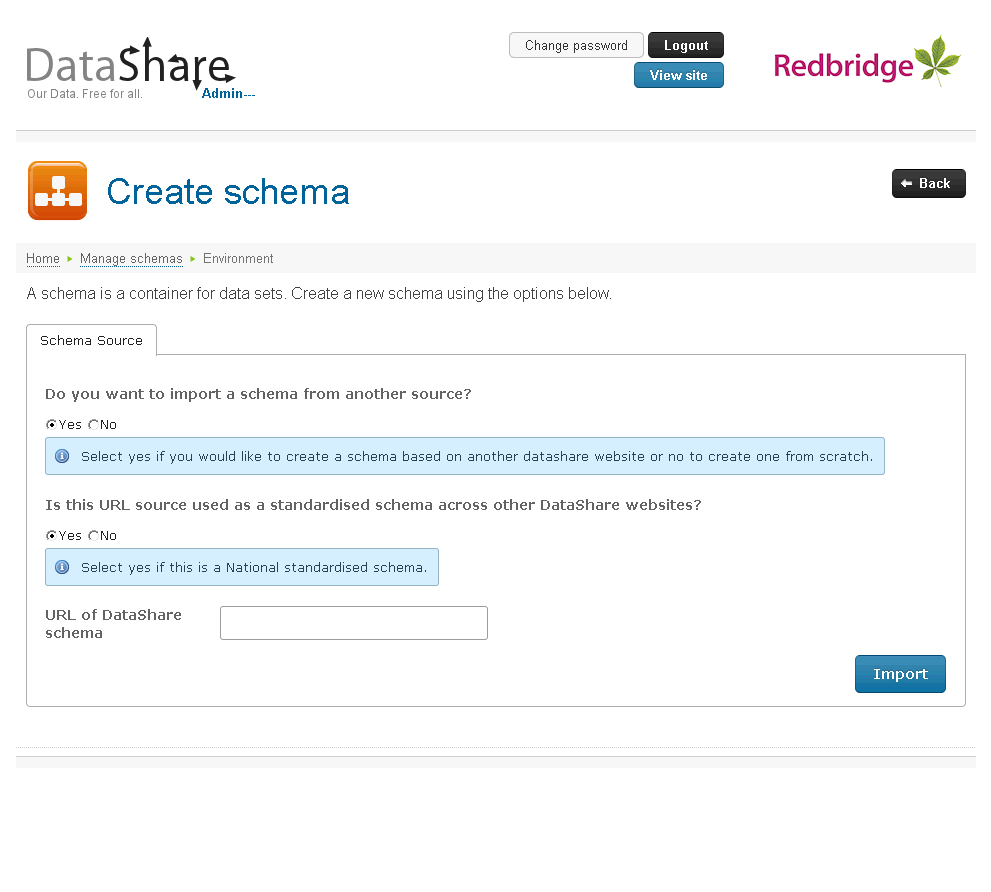 DataShare
Our Data. Free for all.
Admin---
Change password
Logout
View site
Redbridge
Create schema
Back
Home
Manage schemas
Environment
A schema is a container for data sets. Create a new schema using the options below.
Schema Source
Do you want to import a schema from another source?
Yes No
Select yes if you would like to create a schema based on another datashare website or no to create one from scratch.
Is this URL source used as a standardised schema across other DataShare websites?
Yes No
Select yes if this is a National standardised schema.
URL of DataShare
schema
Import